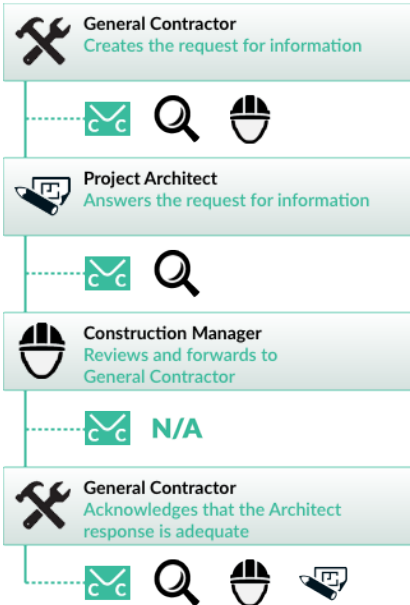 General Contractor
Creates the request for information
C C
Project Architect
Answers the request for information
C C
Construction Manager
Reviews and forwards to
General Contractor
C C N/A
General Contractor
Acknowledges that the Architect
response is adequate
C C